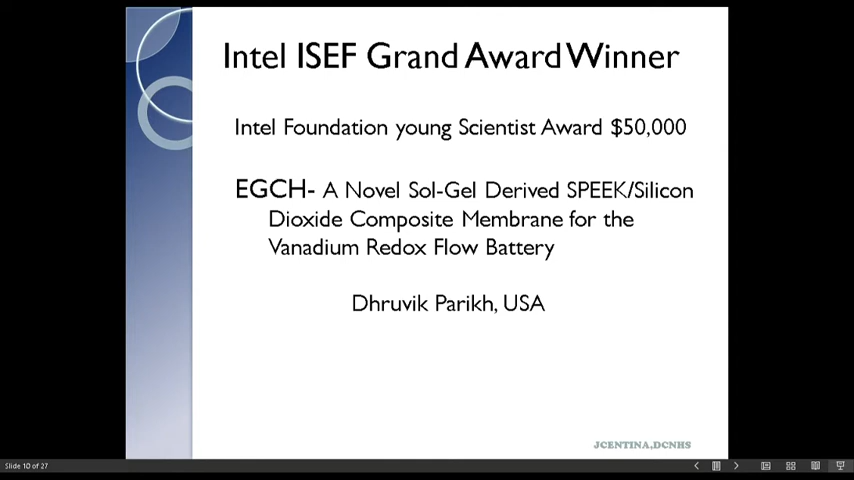 Intel ISEF Grand Award Winner
Intel Foundation young Scientist Award $50,000
EGCH- A Novel Sol-Gel Derived SPEEK/Silicon
Dioxide Composite Membrane for the
Vanadium Redox Flow Battery
Dhruvik Parikh, USA
JCENTINA,DCNHS
Slide 10 of 27